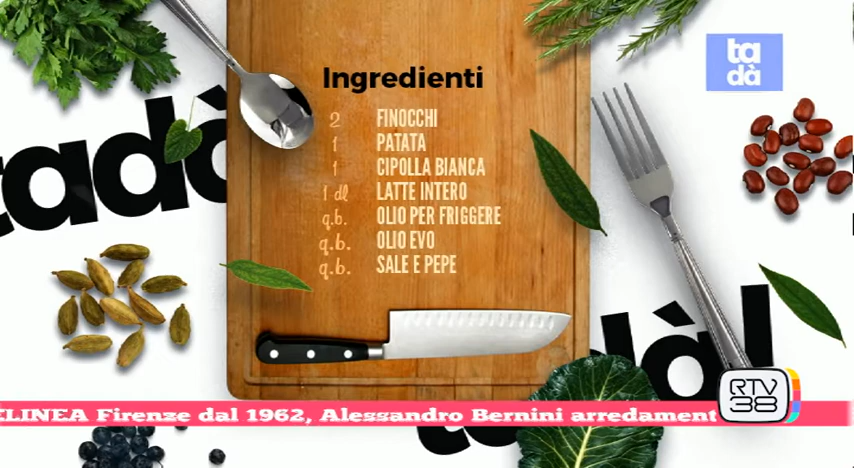 Ingredienti
ta
dà
2 FINOCCHI
1 PATATA
1 CIPOLLA BIANCA
1 dl LATTE INTERO
q.b. OLIO PER FRIGGERE
q.b. OLIO EVO
q.b. SALE E PEPE
tadà
RTV
38
ELINEA Firenze dal 1962, Alessandro Bernini arredament